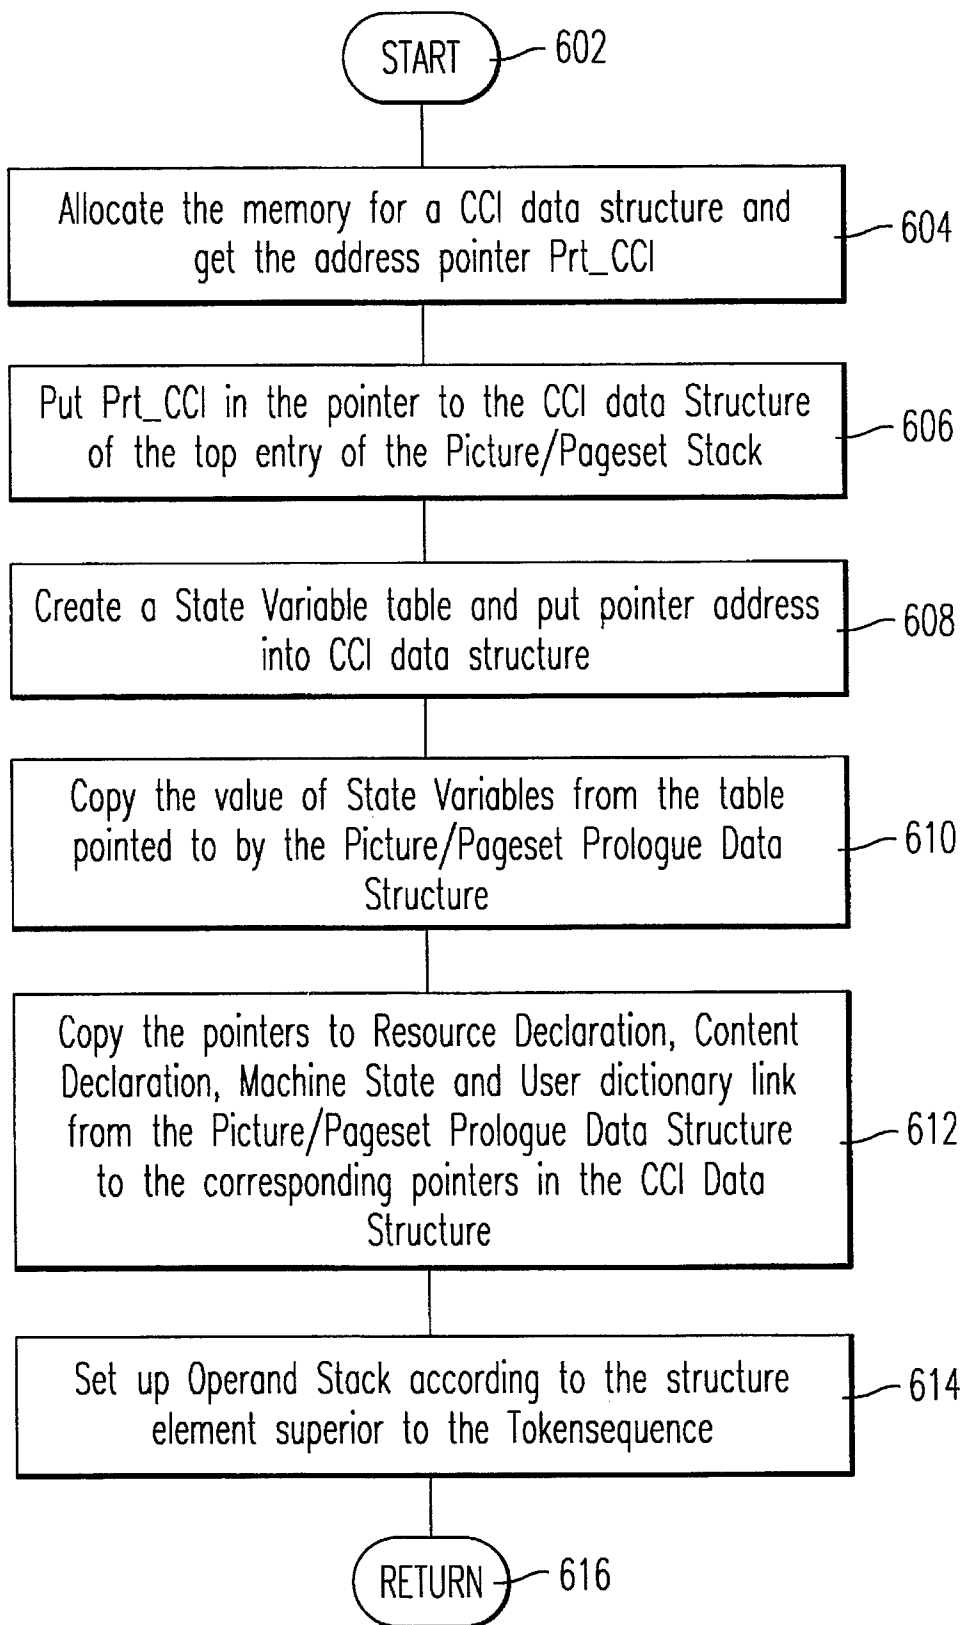 START
602
Allocate the memory for a CCI data structure and
get the address pointer Prt_CCI
604
Put Prt_CCI in the pointer to the CCI data Structure
of the top entry of the Picture/Pageset Stack
606
Create a State Variable table and put pointer address
into CCI data structure
608
Copy the value of State Variables from the table
pointed to by the Picture/Pageset Prologue Data
Structure
610
Copy the pointers to Resource Declaration, Content
Declaration, Machine State and User dictionary link
from the Picture/Pageset Prologue Data Structure
to the corresponding pointers in the CCI Data
Structure
612
Set up Operand Stack according to the structure
element superior to the Tokensequence
614
RETURN
616